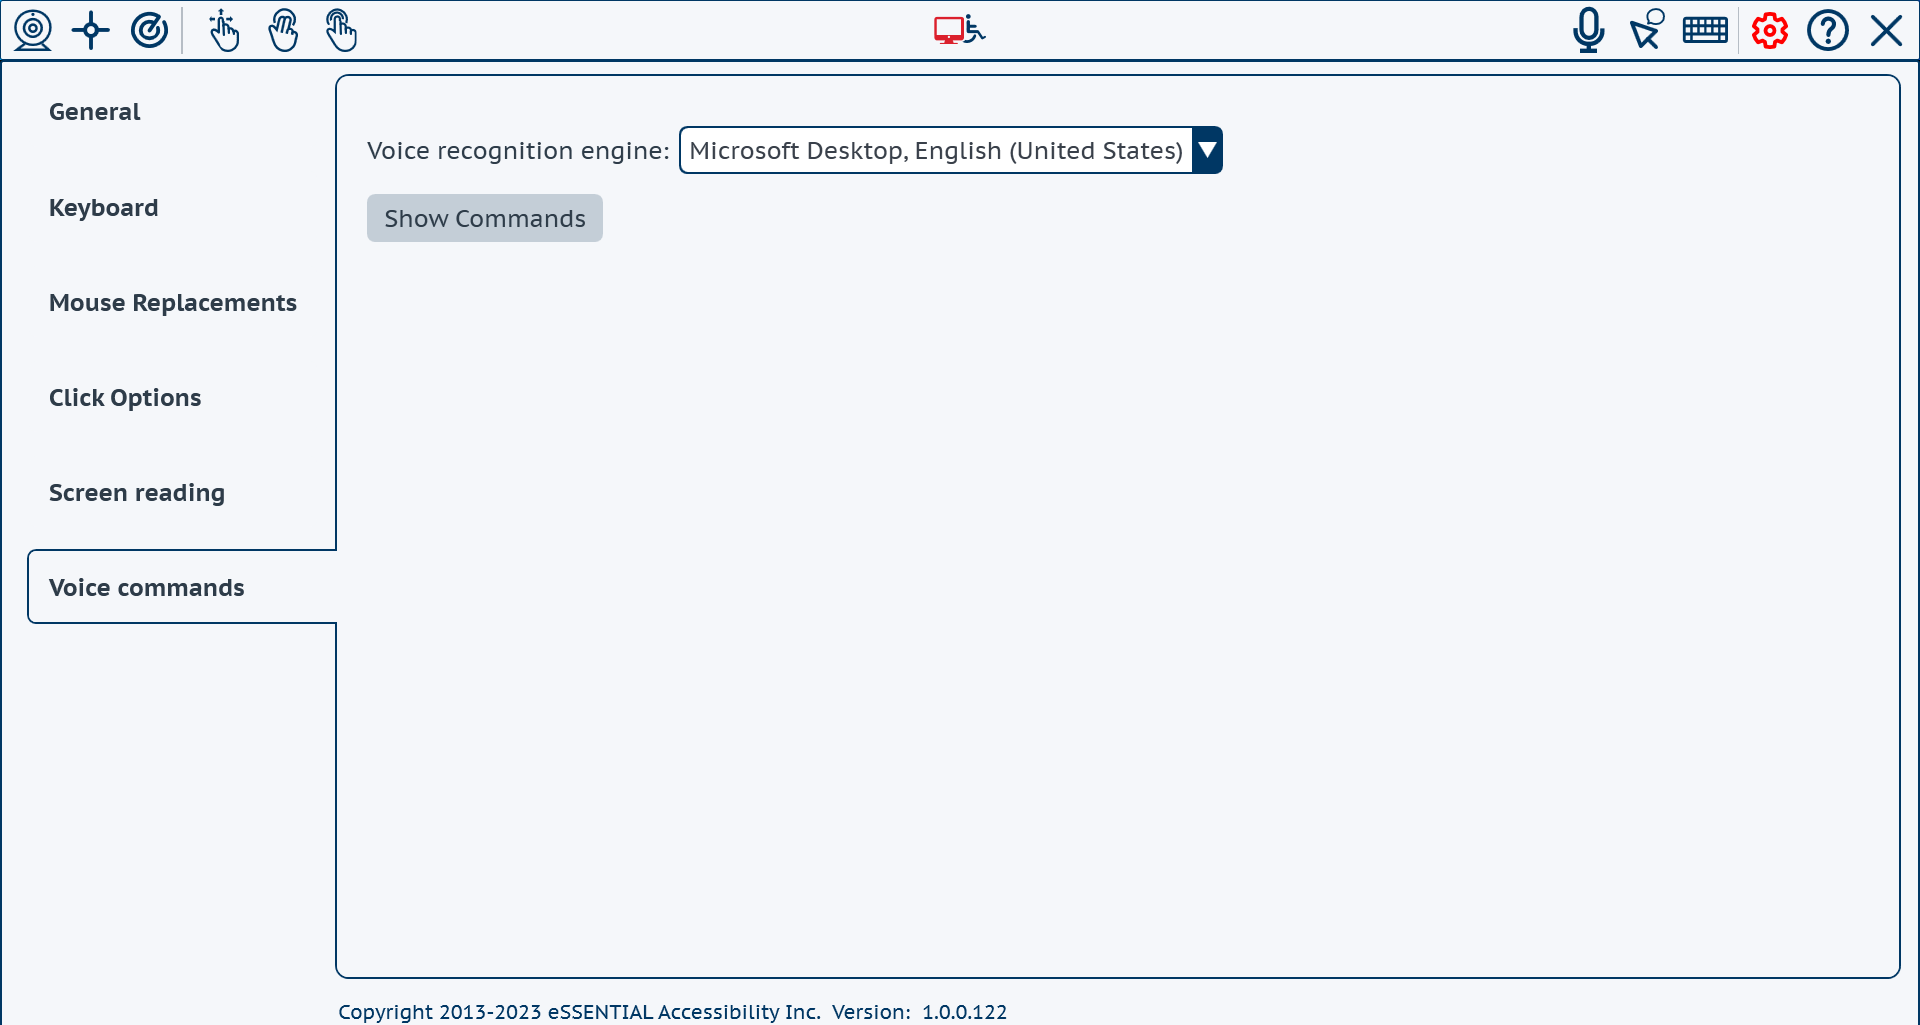 General
Keyboard
Mouse Replacements
Click Options
Screen reading
Voice commands
Voice recognition engine: Microsoft Desktop, English (United States)
Show Commands
Copyright 2013-2023 eSSENTIAL Accessibility Inc. Version: 1.0.0.122